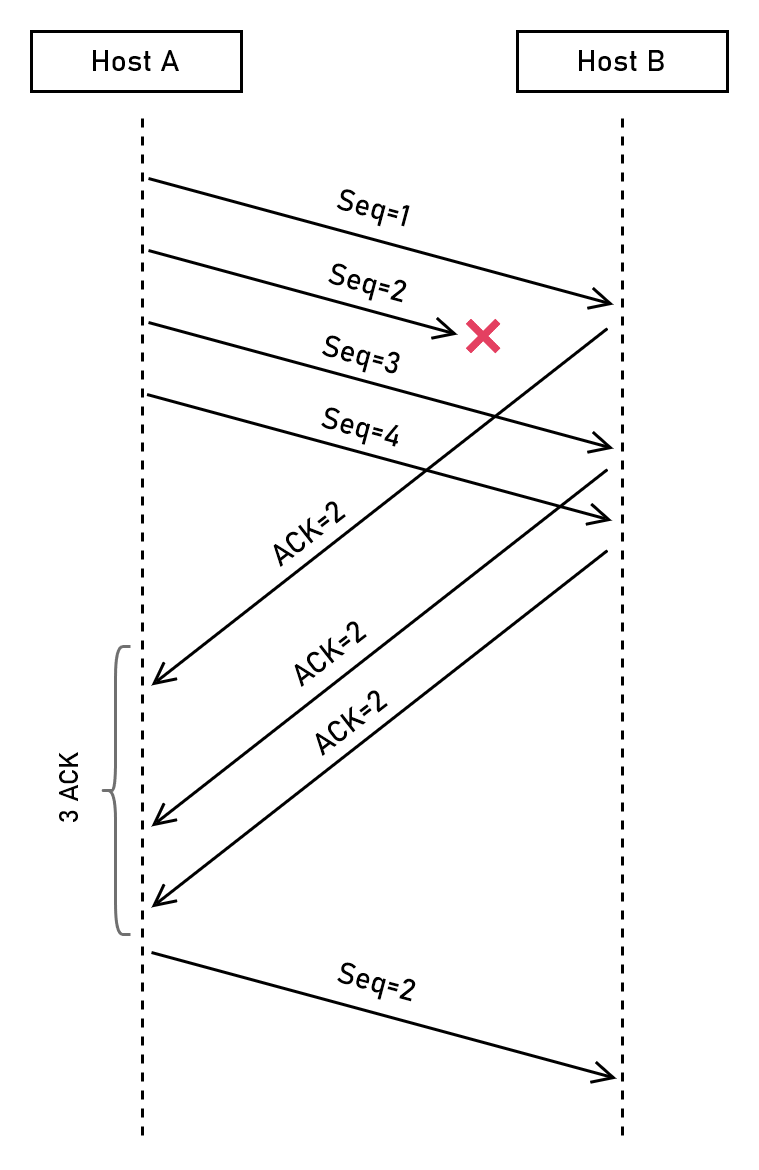 Host A
Host B
Seq=1
Seq=2
Seq=3
Seq=4
ACK=2
ACK=2
ACK=2
3 ACK
Seq=2